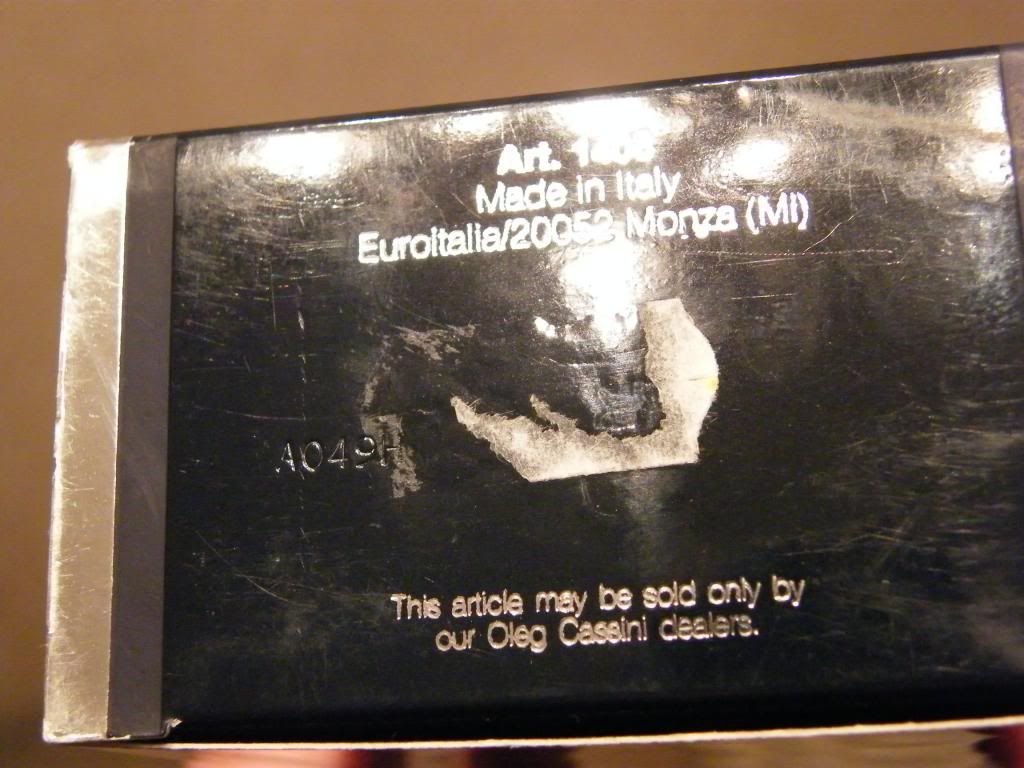 Art.
Made in Italy
Euroitalia/20052 Monza (MI)
A049H
This article may be sold only by
our Oleg Cassini dealers.